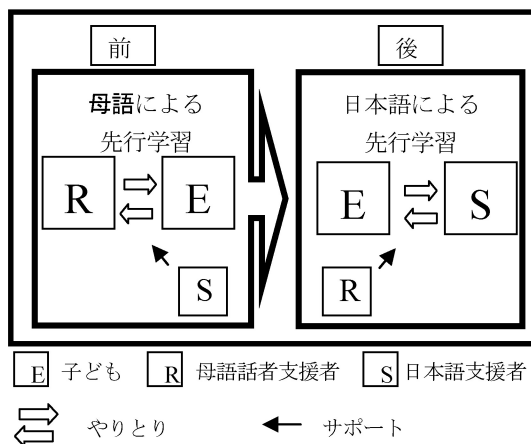 前
後
母語による
先行学習
R
E
S
日本語による
先行学習
E
S
R
E 子ども
R 母語話者支援者
S 日本語支援者
やりとり
サポート